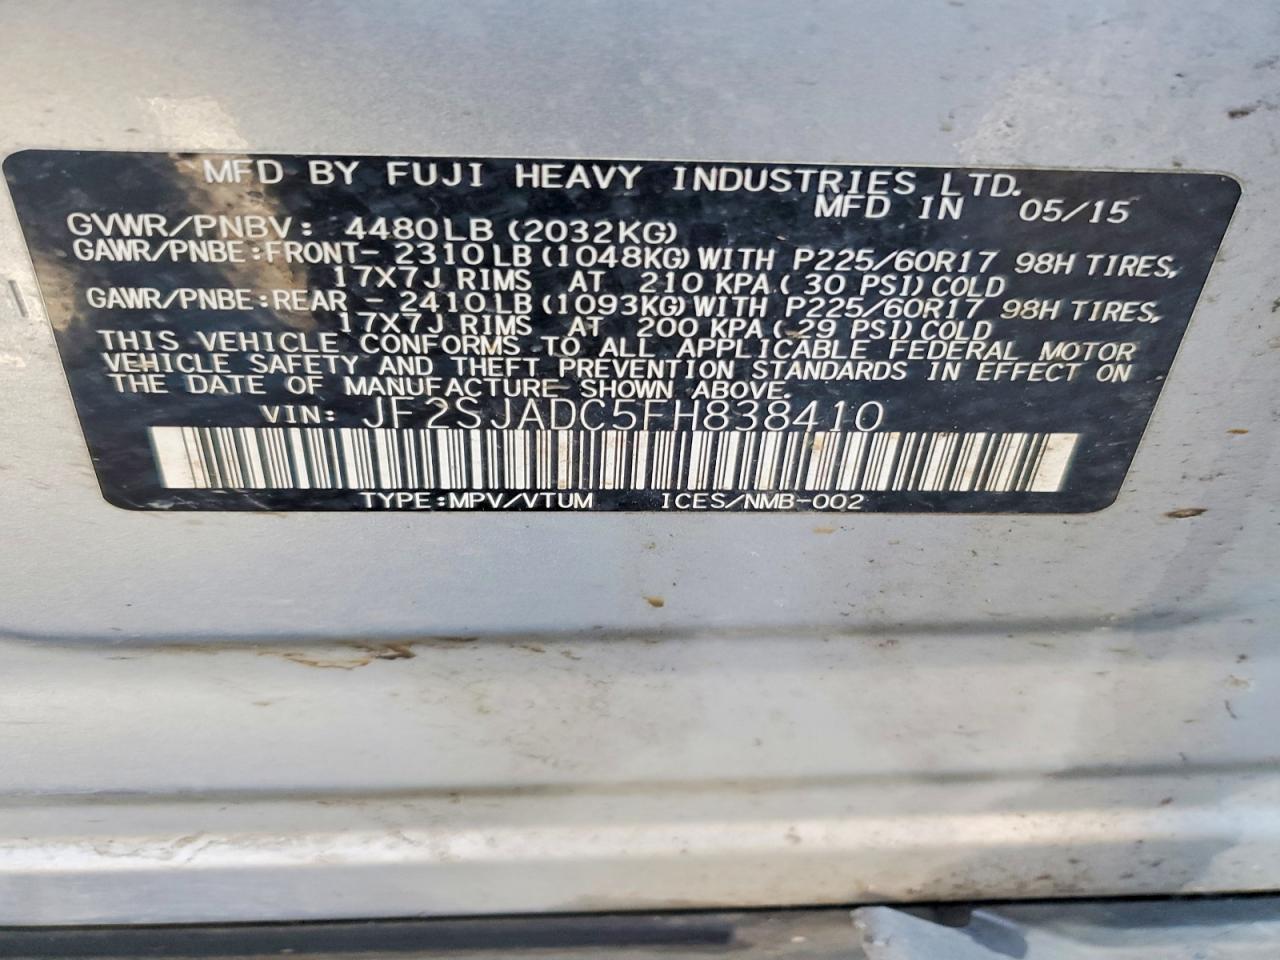 MFD BY FUJI HEAVY INDUSTRIES LTD.
MFD IN 05/15
GVWR/PNBV: 4480LB (2032KG)
GAWR/PNBE:FRONT- 2310LB(1048KG)WITH P225/60R17 98H TIRES,
17X7J RIMS AT 210 KPA( 30 PSI)COLD
GAWR/PNBE:REAR - 2410LB(1093KG)WITH P225/60R17 98H TIRES,
17X7J RIMS AT 200 KPA( 29 PSI)COLD
THIS VEHICLE CONFORMS TO ALL APPLICABLE FEDERAL MOTOR
VEHICLE SAFETY AND THEFT PREVENTION STANDARDS IN EFFECT ON
THE DATE OF MANUFACTURE SHOWN ABOVE.
VIN: JF2SJADC5FH838410
TYPE:MPV/VTUM ICES/NMB-002